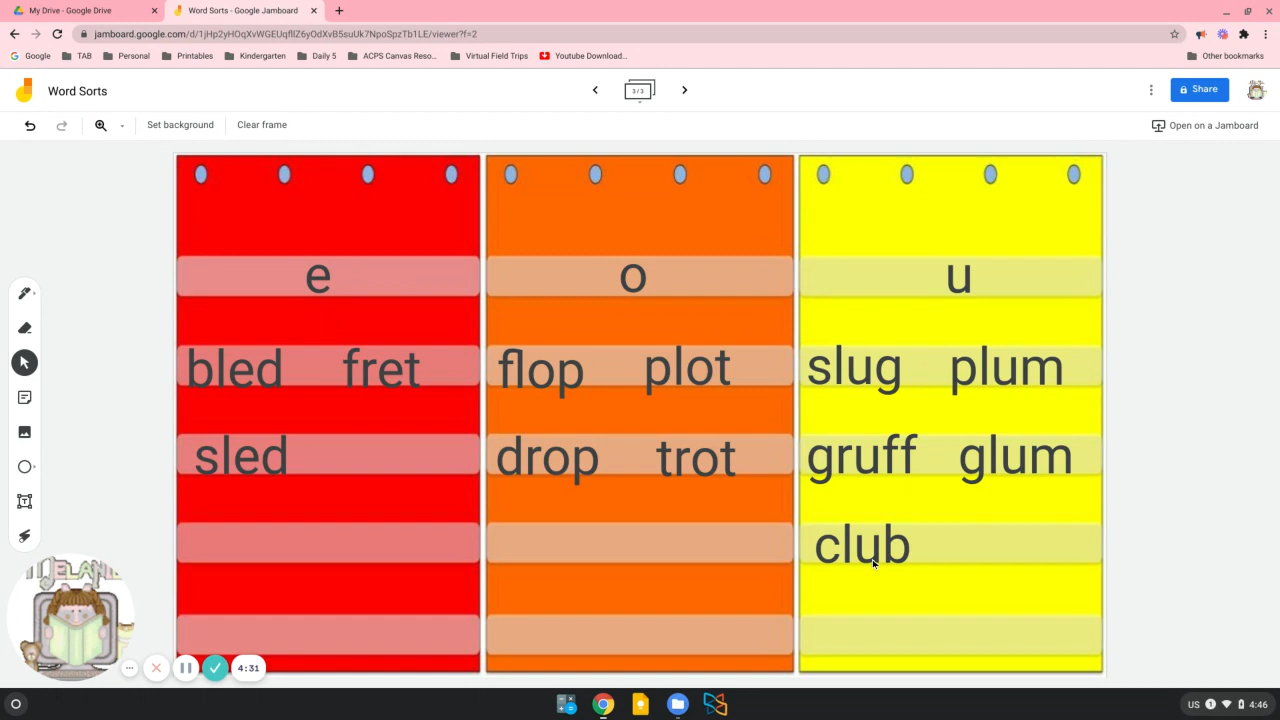 My Drive - Google Drive
Word Sorts - Google Jamboard
jamboard.google.com/d/1jHp2yHOqXvWGEUqflIZ6yOdXvB5suUk7NpoSpzTb1LE/viewer?f=2
Google TAB Personal Printables Kindergarten Daily 5 ACPS Canvas Reso... Virtual Field Trips Youtube Download... Other bookmarks
Word Sorts
3 / 3
Share
Set background Clear frame
Open on a Jamboard
e o u
bled fret flop plot slug plum
sled drop trot gruff glum
club
4:31
US 1 4:46